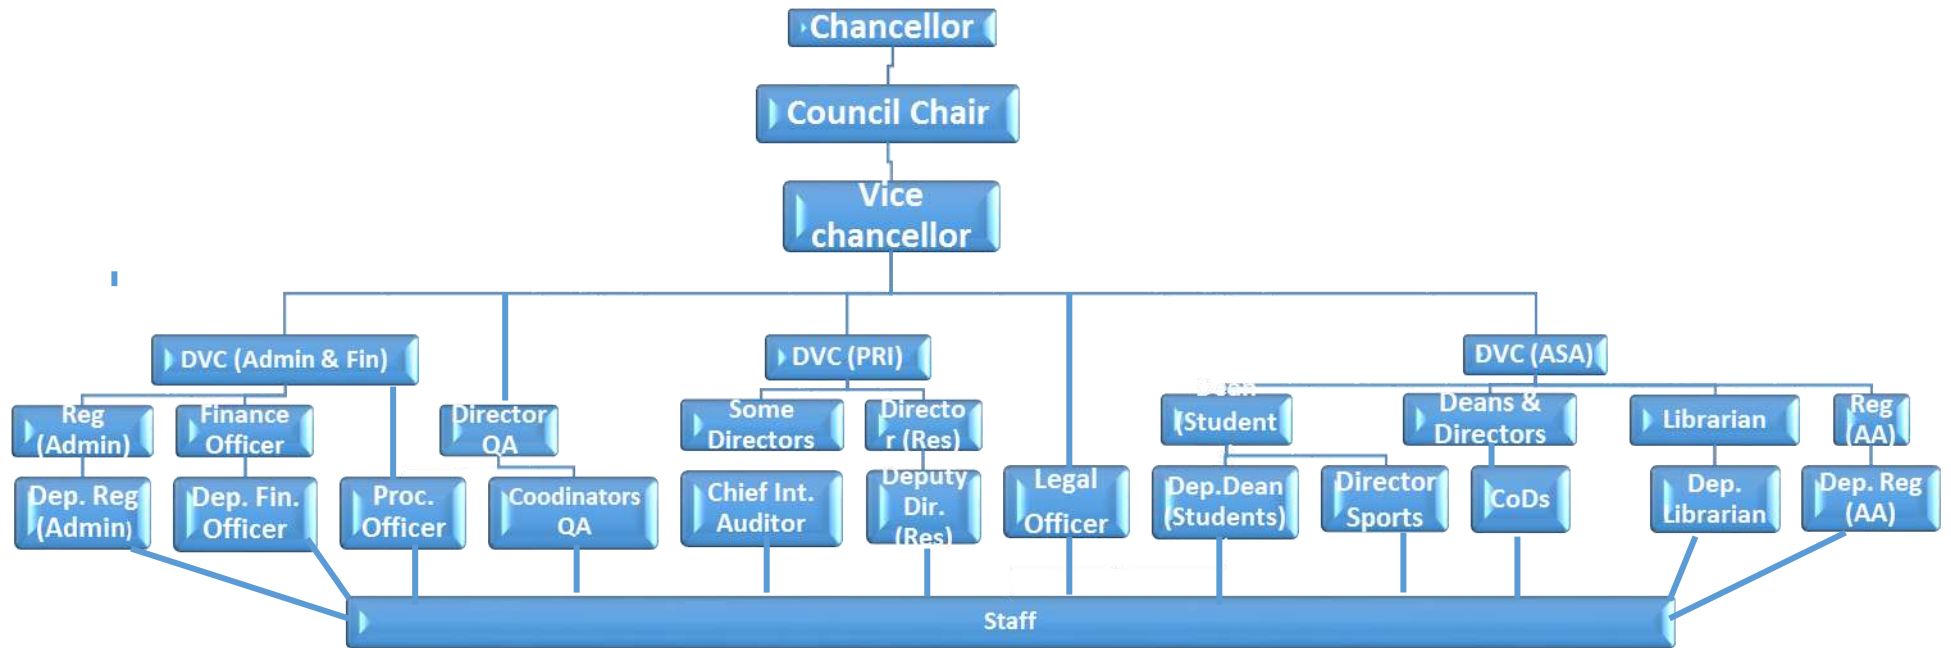 Chancellor
Council Chair
Vice
chancellor
DVC (Admin & Fin)
DVC (PRI)
DVC (ASA)
Reg
(Admin)
Finance
Officer
Director
QA
Some
Directors
Directo
r (Res)
Dean
(Student
Deans &
Directors
Librarian
Reg
(AA)
Dep. Reg
(Admin)
Dep. Fin.
Officer
Proc.
Officer
Coodinators
QA
Chief Int.
Auditor
Deputy
Dir.
(Res)
Legal
Officer
Dep.Dean
(Students)
Director
Sports
CoDs
Dep.
Librarian
Dep. Reg
(AA)
Staff